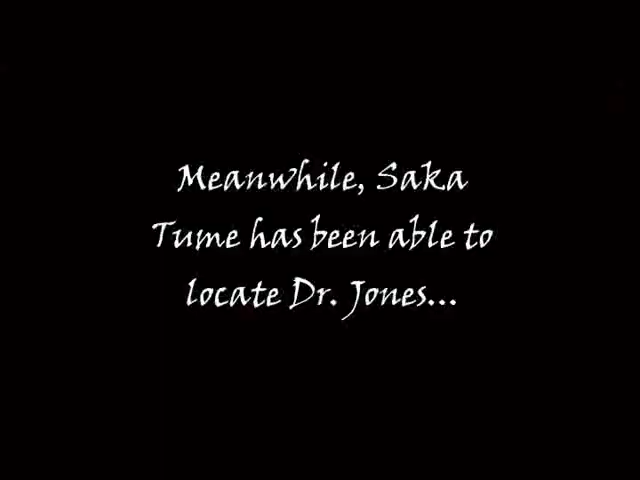 Meanwhile, Saka
Tume has been able to
locate Dr. Jones...